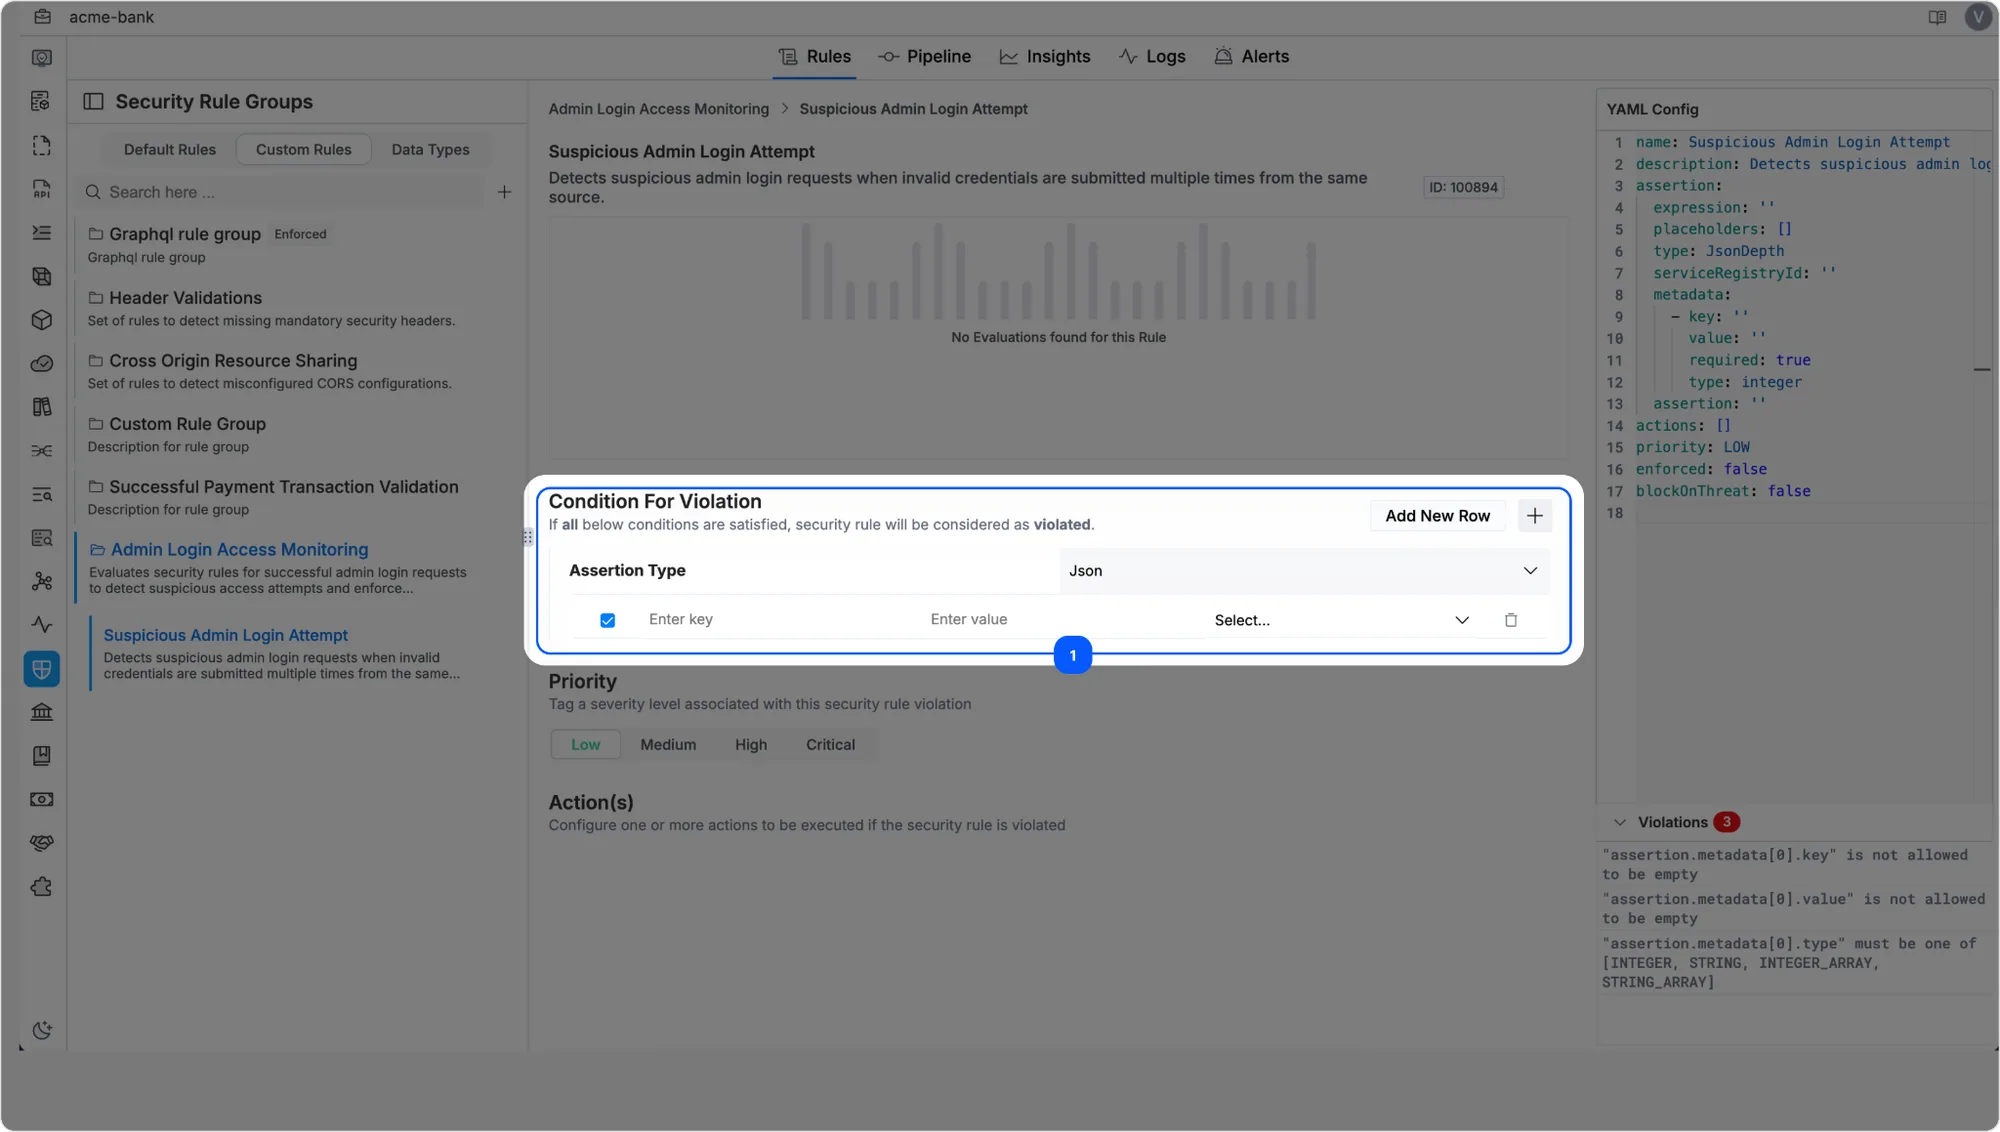 acme-bank
V
Rules
Pipeline
Insights
Logs
Alerts
Security Rule Groups
Default Rules
Custom Rules
Data Types
Search here ...
Graphql rule group
Enforced
Graphql rule group
Header Validations
Set of rules to detect missing mandatory security headers.
Cross Origin Resource Sharing
Set of rules to detect misconfigured CORS configurations.
Custom Rule Group
Description for rule group
Successful Payment Transaction Validation
Description for rule group
Admin Login Access Monitoring
Evaluates security rules for successful admin login requests
to detect suspicious access attempts and enforce...
Suspicious Admin Login Attempt
Detects suspicious admin login requests when invalid
credentials are submitted multiple times from the same...
API
Admin Login Access Monitoring > Suspicious Admin Login Attempt
Suspicious Admin Login Attempt
Detects suspicious admin login requests when invalid credentials are submitted multiple times from the same
source.
ID: 100894
No Evaluations found for this Rule
Condition For Violation
If all below conditions are satisfied, security rule will be considered as violated.
Add New Row
Assertion Type
Json
Enter key
Enter value
Select...
1
Priority
Tag a severity level associated with this security rule violation
Low
Medium
High
Critical
Action(s)
Configure one or more actions to be executed if the security rule is violated
YAML Config
1 name: Suspicious Admin Login Attempt
2 description: Detects suspicious admin log
3 assertion:
4 expression: ''
5 placeholders: []
6 type: JsonDepth
7 serviceRegistryId: ''
8 metadata:
9 - key: ''
10 value: ''
11 required: true
12 type: integer
13 assertion: ''
14 actions: []
15 priority: LOW
16 enforced: false
17 blockOnThreat: false
18
Violations 3
"assertion.metadata[0].key" is not allowed
to be empty
"assertion.metadata[0].value" is not allowed
to be empty
"assertion.metadata[0].type" must be one of
[INTEGER, STRING, INTEGER_ARRAY,
STRING_ARRAY]